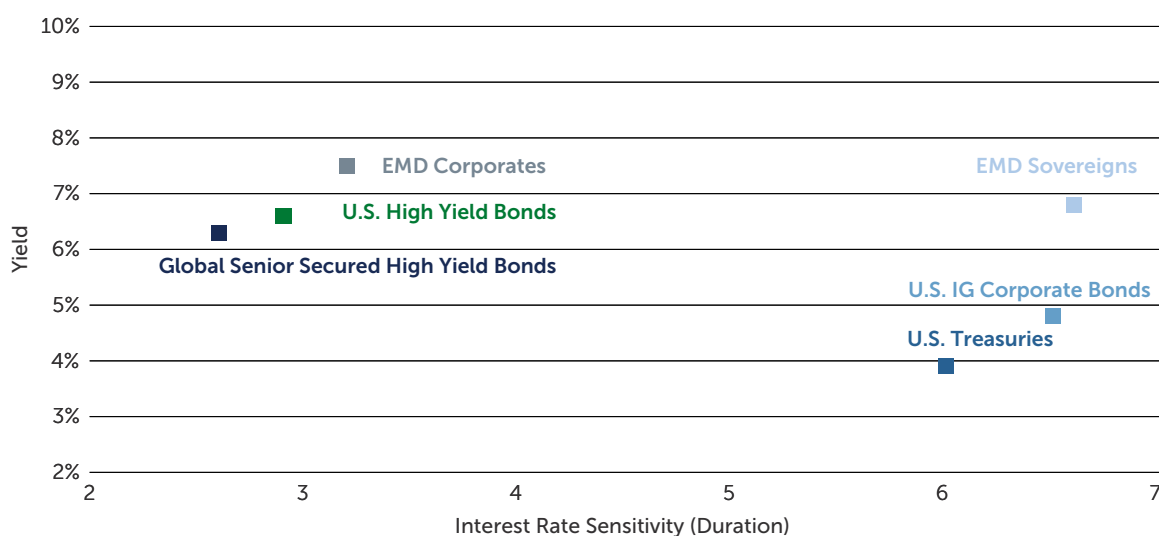 10%
9%
8%
7%
6%
5%
4%
3%
2%
Yield
EMD Corporates
EMD Sovereigns
U.S. High Yield Bonds
Global Senior Secured High Yield Bonds
U.S. IG Corporate Bonds
U.S. Treasuries
2 3 4 5 6 7
Interest Rate Sensitivity (Duration)